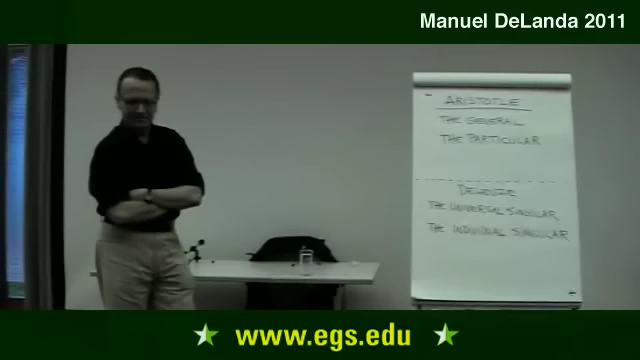 Manuel DeLanda 2011
ARISTOTLE
THE GENERAL
THE PARTICULAR
DELEUZE
THE UNIVERSAL SINGULAR
THE INDIVIDUAL SINGULAR
www.egs.edu